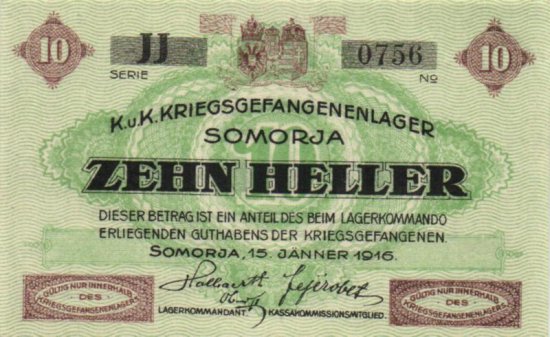 10 JJ 0756 10
SERIE No
K.u.K. KRIEGSGEFANGENENLAGER
SOMORJA
10
ZEHN HELLER
DIESER BETRAG IST EIN ANTEIL DES BEIM LAGERKOMMANDO
ERLIEGENDEN GUTHABENS DER KRIEGSGEFANGENEN.
SOMORJA, 15. JÄNNER 1916.
LAGERKOMMANDANT KASSAKOMMISSIONSMITGLIED.
GÜLTIG NUR INNERHALB
DES
KRIEGSGEFANGENENLAGERS
GÜLTIG NUR INNERHALB
DES
KRIEGSGEFANGENENLAGERS